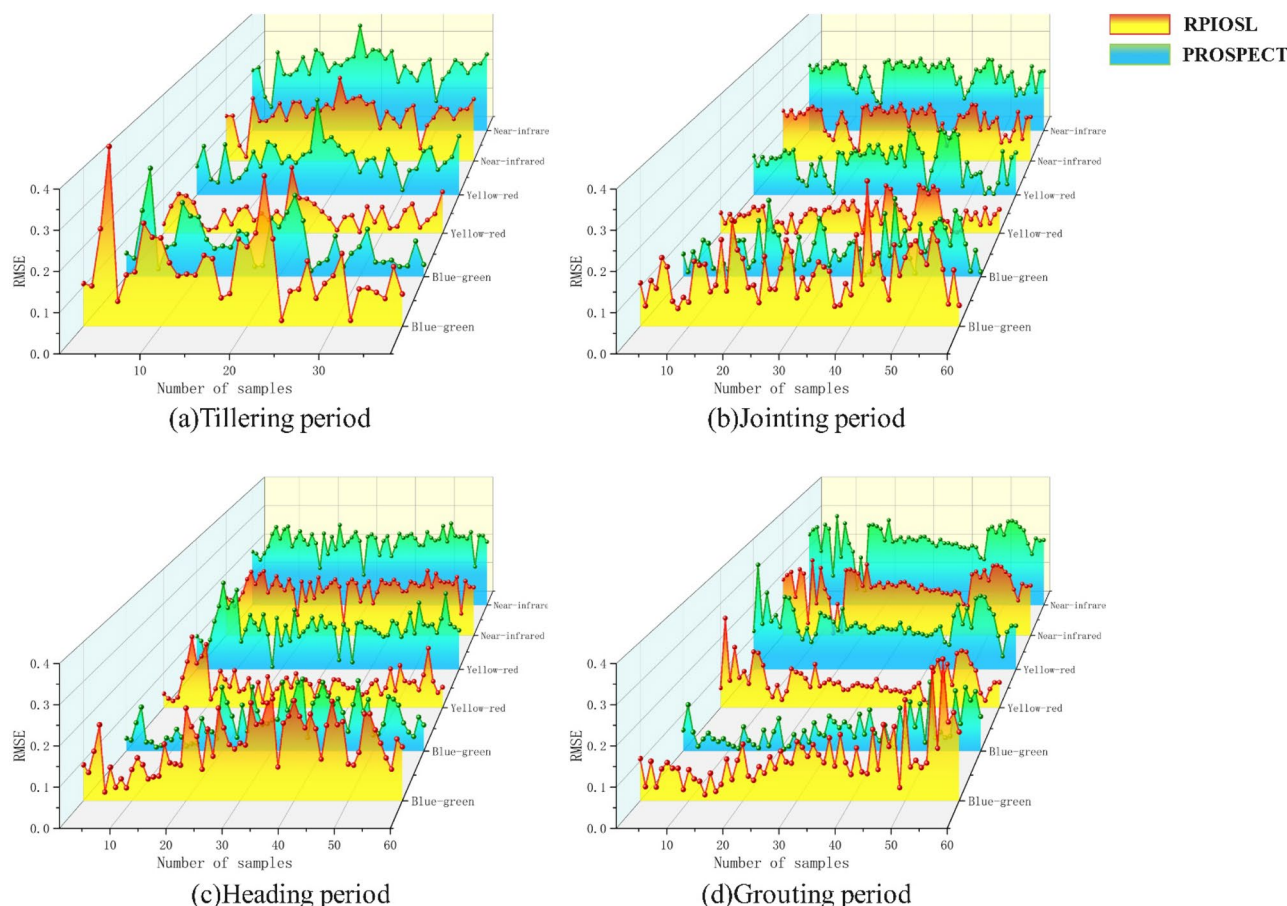 RPIOSL
PROSPECT
Near-infrare
Near-infrared
Yellow-red
Yellow-red
Blue-green
Blue-green
0.4
0.3
0.2
0.1
0.0
RMSE
10 20 30
Number of samples
(a)Tillering period
Near-infrare
Near-infrared
Yellow-red
Yellow-red
Blue-green
Blue-green
0.4
0.3
0.2
0.1
0.0
RMSE
10 20 30 40 50 60
Number of samples
(b)Jointing period
Near-infrare
Near-infrared
Yellow-red
Yellow-red
Blue-green
Blue-green
0.4
0.3
0.2
0.1
0.0
RMSE
10 20 30 40 50 60
Number of samples
(c)Heading period
Near-infrare
Near-infrared
Yellow-red
Yellow-red
Blue-green
Blue-green
0.4
0.3
0.2
0.1
0.0
RMSE
10 20 30 40 50 60
Number of samples
(d)Grouting period